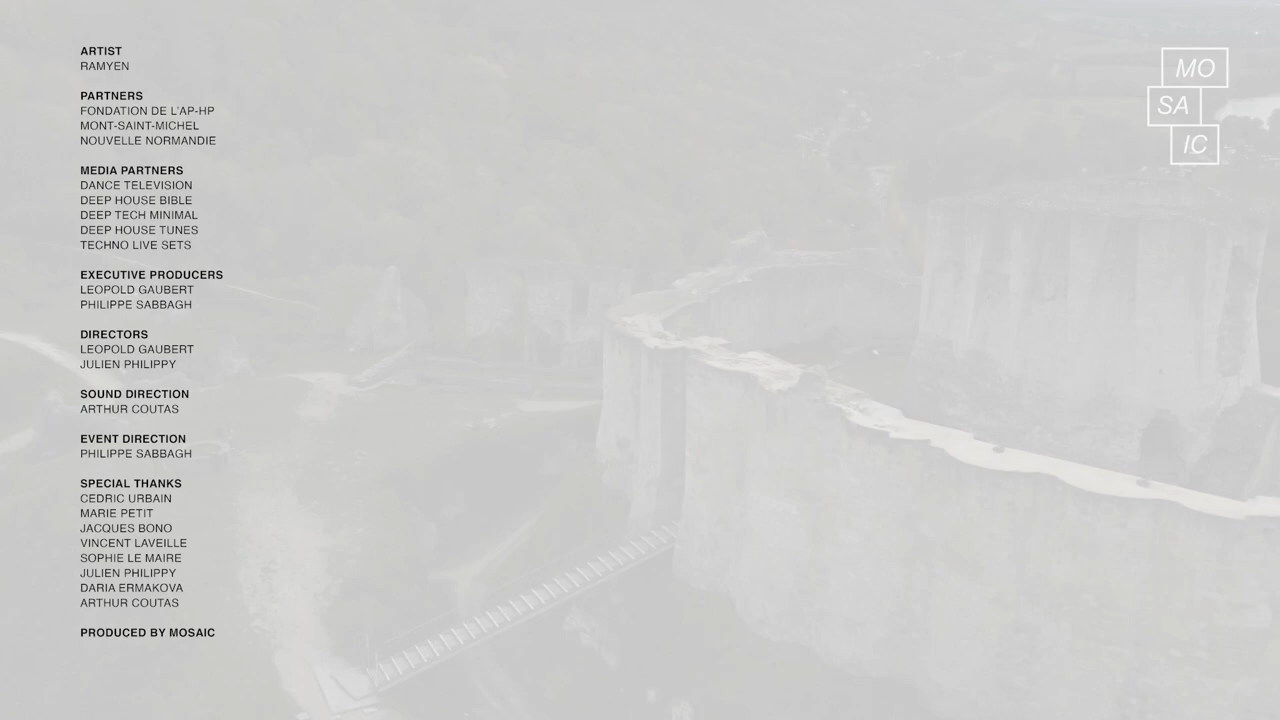 ARTIST
RAMYEN
PARTNERS
FONDATION DE L'AP-HP
MONT-SAINT-MICHEL
NOUVELLE NORMANDIE
MEDIA PARTNERS
DANCE TELEVISION
DEEP HOUSE BIBLE
DEEP TECH MINIMAL
DEEP HOUSE TUNES
TECHNO LIVE SETS
EXECUTIVE PRODUCERS
LEOPOLD GAUBERT
PHILIPPE SABBAGH
DIRECTORS
LEOPOLD GAUBERT
JULIEN PHILIPPY
SOUND DIRECTION
ARTHUR COUTAS
EVENT DIRECTION
PHILIPPE SABBAGH
SPECIAL THANKS
CEDRIC URBAIN
MARIE PETIT
JACQUES BONO
VINCENT LAVEILLE
SOPHIE LE MAIRE
JULIEN PHILIPPY
DARIA ERMAKOVA
ARTHUR COUTAS
PRODUCED BY MOSAIC
MO
SA
IC